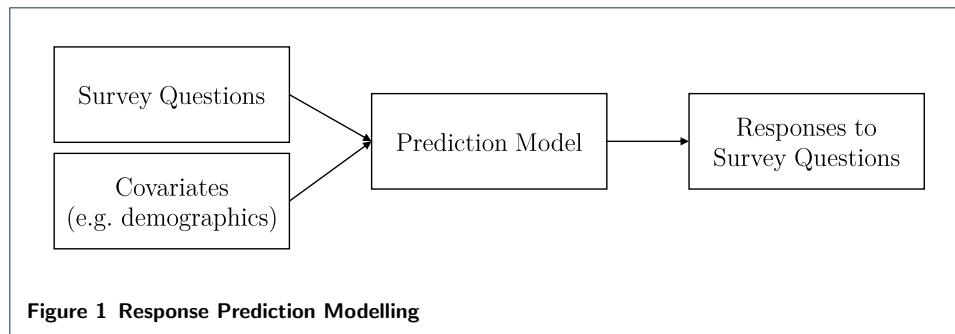 Survey Questions
Covariates
(e.g. demographics)
Prediction Model
Responses to
Survey Questions
Figure 1 Response Prediction Modelling